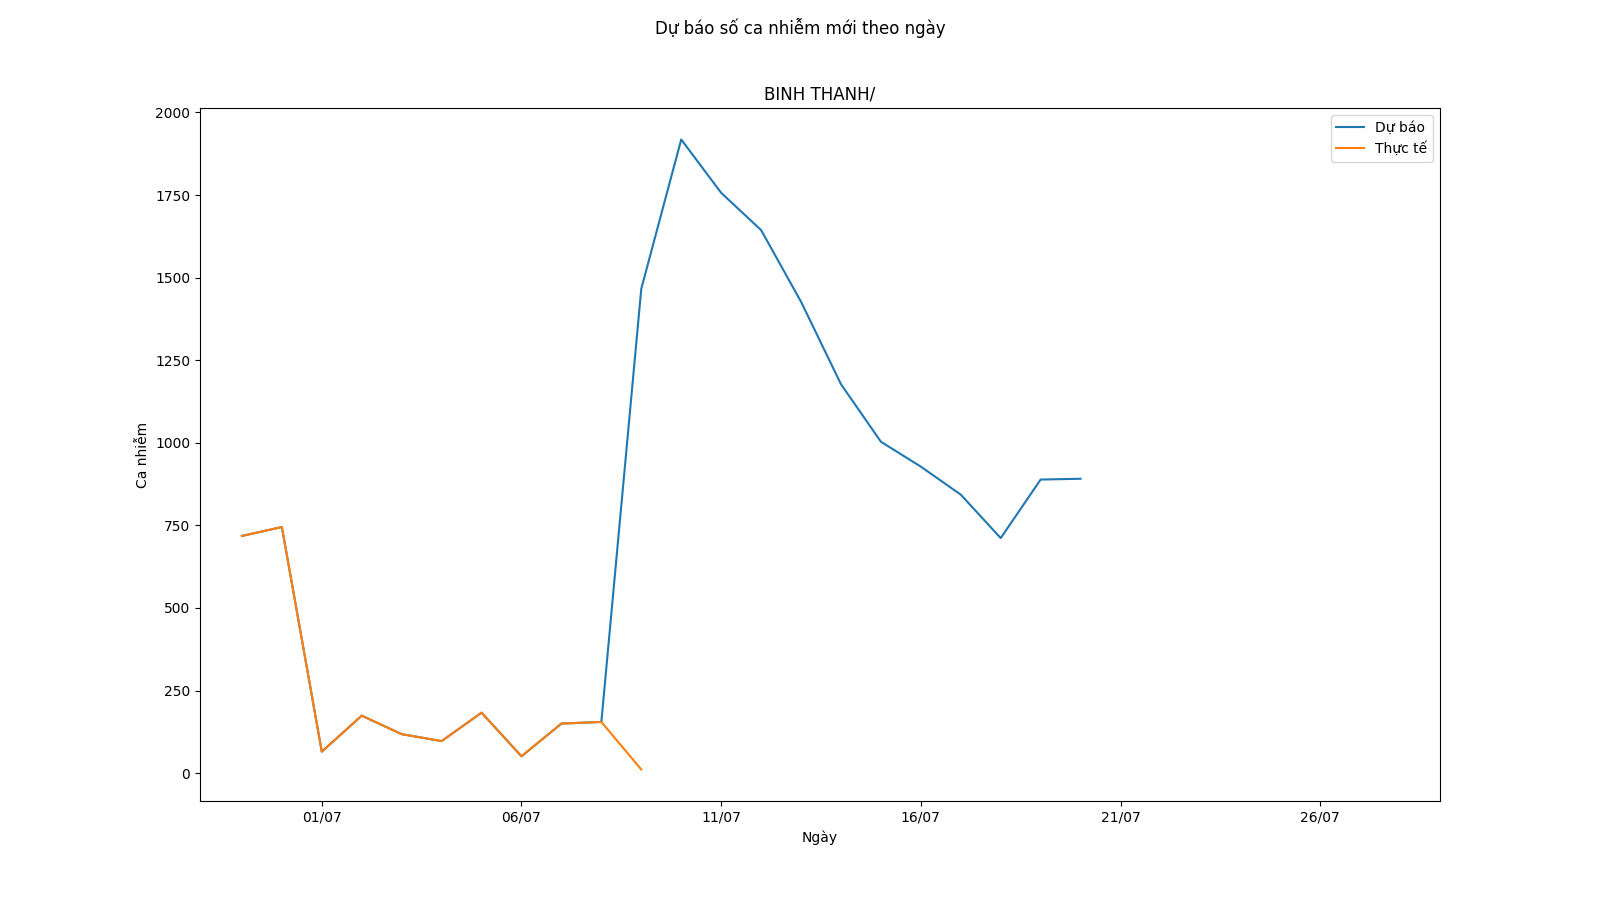 Dự báo số ca nhiễm mới theo ngày
BINH THANH/
Dự báo
Thực tế
2000
1750
1500
1250
1000
750
500
250
0
Ca nhiễm
01/07 06/07 11/07 16/07 21/07 26/07
Ngày